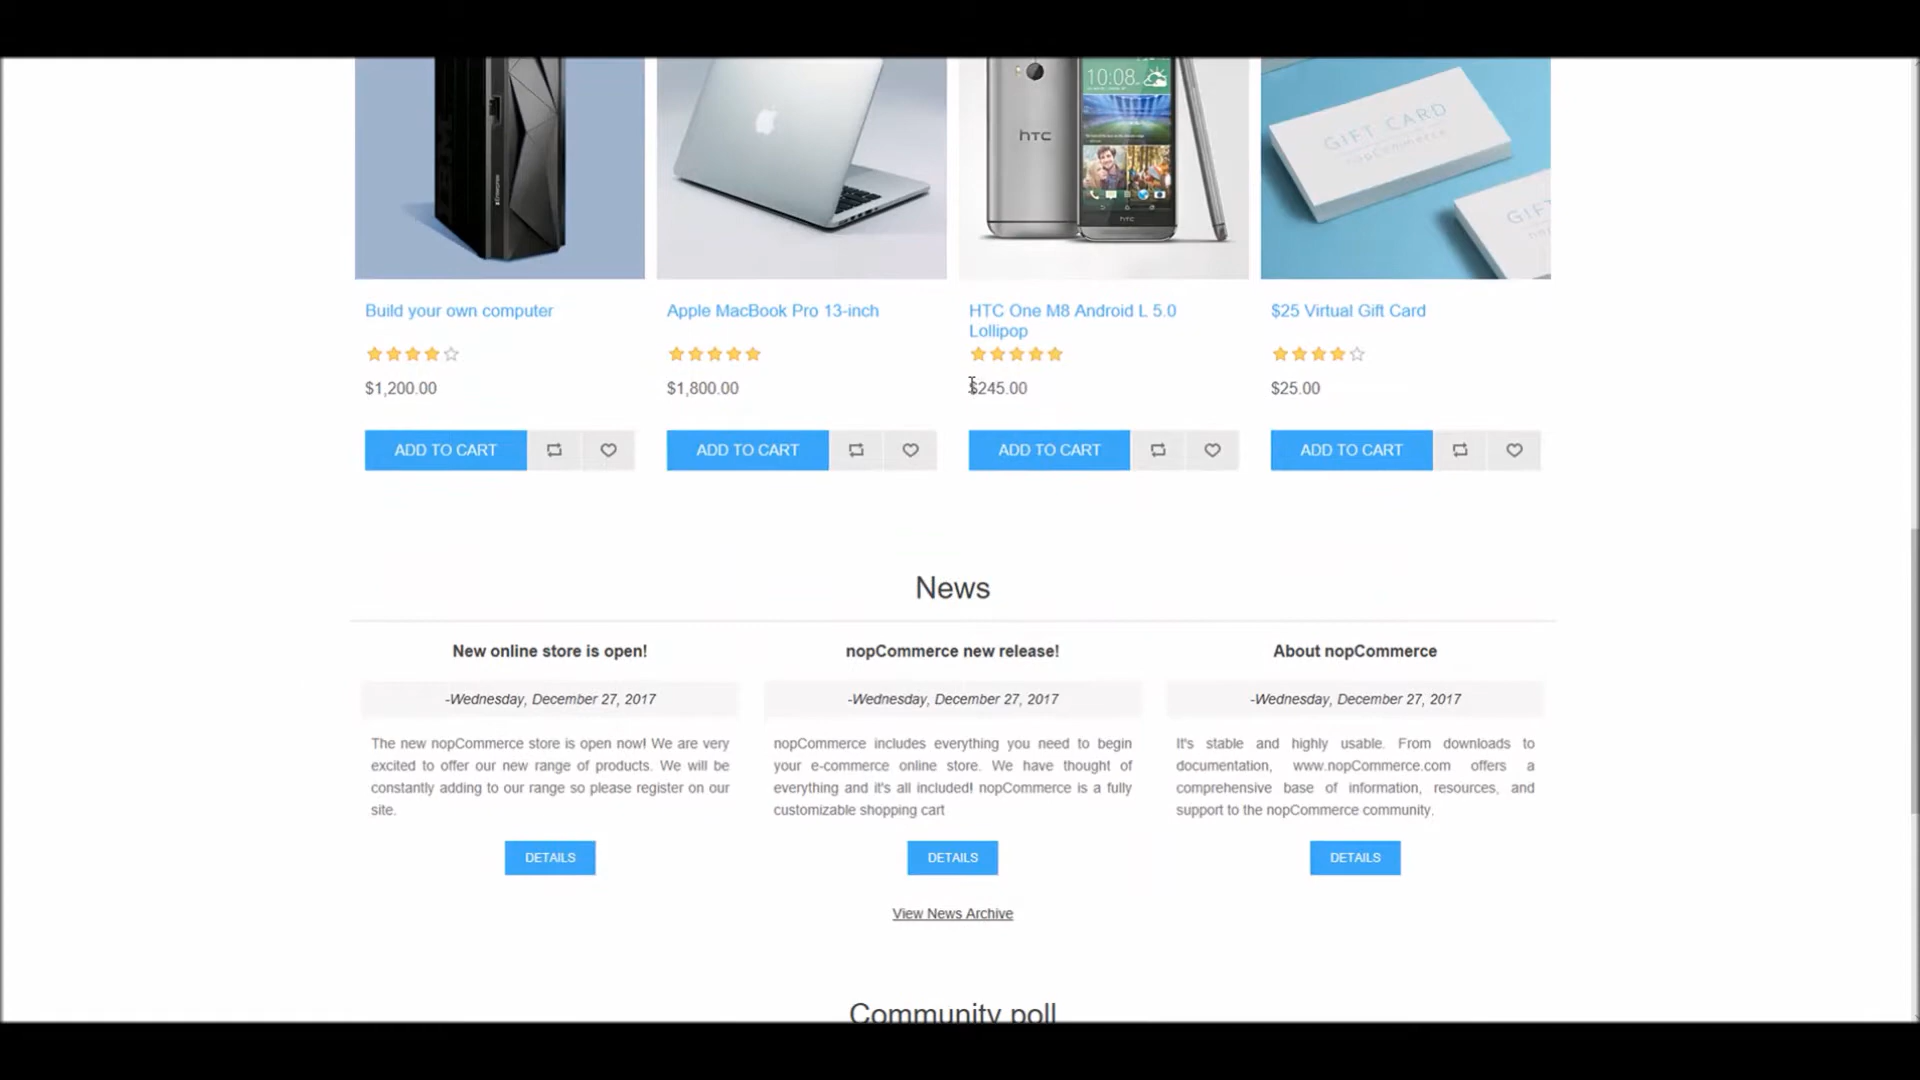 10:08
hTC
hTC
GIFT CARD
nopCommerce
GIFT
Build your own computer
Apple MacBook Pro 13-inch
HTC One M8 Android L 5.0
Lollipop
$25 Virtual Gift Card
$1,200.00
$1,800.00
$245.00
$25.00
ADD TO CART
ADD TO CART
ADD TO CART
ADD TO CART
News
New online store is open!
nopCommerce new release!
About nopCommerce
-Wednesday, December 27, 2017
-Wednesday, December 27, 2017
-Wednesday, December 27, 2017
The new nopCommerce store is open now! We are very
excited to offer our new range of products. We will be
constantly adding to our range so please register on our
site.
nopCommerce includes everything you need to begin
your e-commerce online store. We have thought of
everything and it's all included! nopCommerce is a fully
customizable shopping cart
It's stable and highly usable. From downloads to
documentation, www.nopCommerce.com offers a
comprehensive base of information, resources, and
support to the nopCommerce community.
DETAILS
DETAILS
DETAILS
View News Archive
Community poll